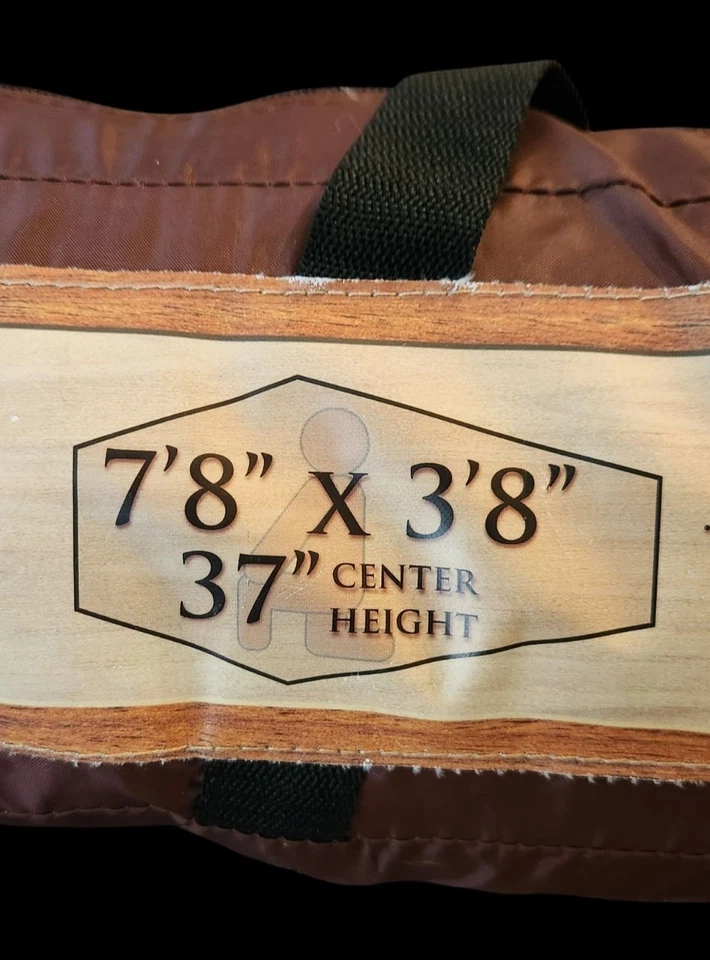 7’8” X 3’8”
37” CENTER
HEIGHT